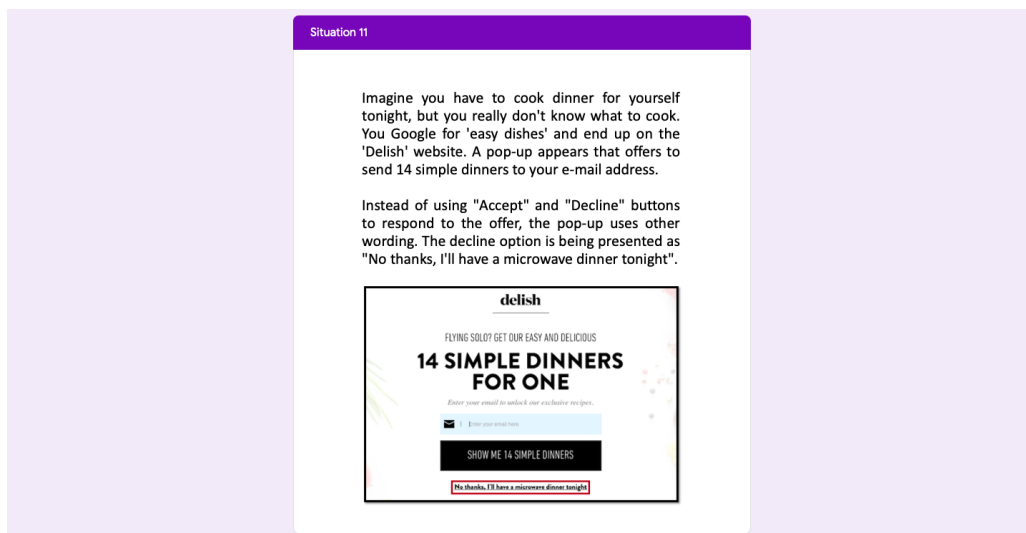 Situation 11
Imagine you have to cook dinner for yourself
tonight, but you really don't know what to cook.
You Google for 'easy dishes' and end up on the
'Delish' website. A pop-up appears that offers to
send 14 simple dinners to your e-mail address.
Instead of using "Accept" and "Decline" buttons
to respond to the offer, the pop-up uses other
wording. The decline option is being presented as
"No thanks, I'll have a microwave dinner tonight".
delish
FLYING SOLO? GET OUR EASY AND DELICIOUS
14 SIMPLE DINNERS
FOR ONE
Enter your email to unlock our exclusive recipes.
Enter your email here
SHOW ME 14 SIMPLE DINNERS
No thanks, I'll have a microwave dinner tonight